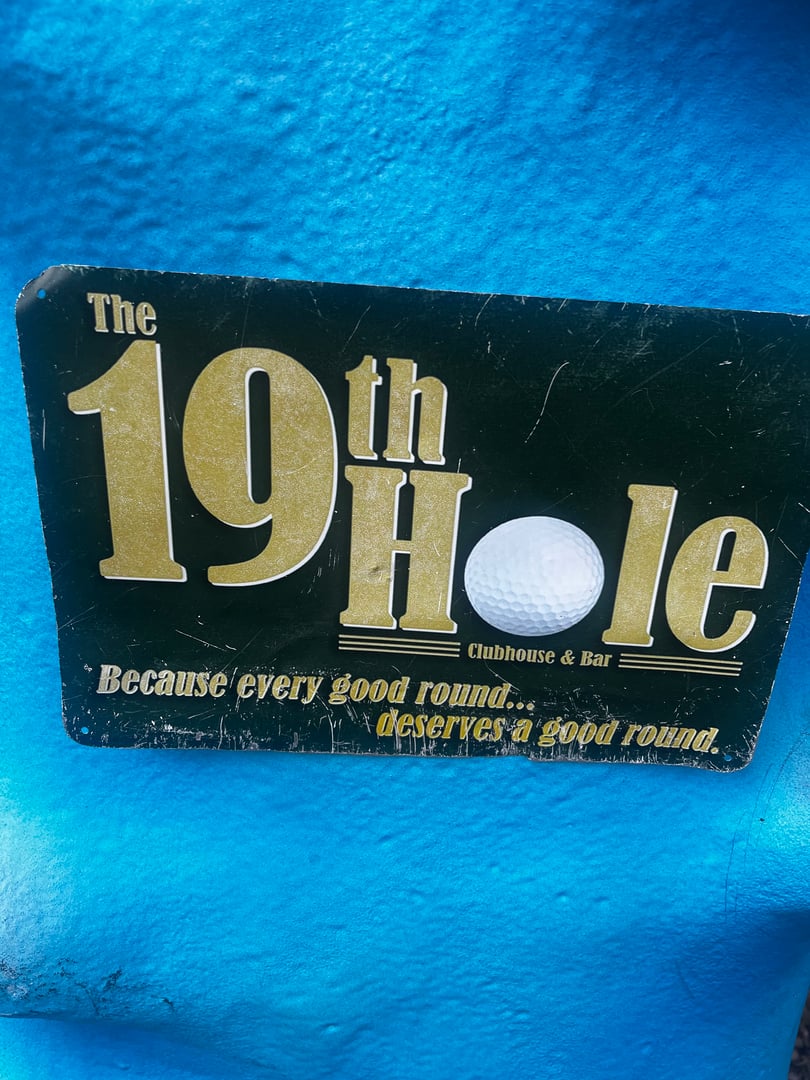 The
19th
Hole
Clubhouse & Bar
Because every good round...
deserves a good round.